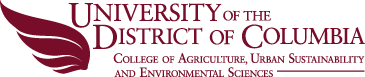 UNIVERSITY OF THE
DISTRICT OF COLUMBIA
COLLEGE OF AGRICULTURE, URBAN SUSTAINABILITY
AND ENVIRONMENTAL SCIENCES